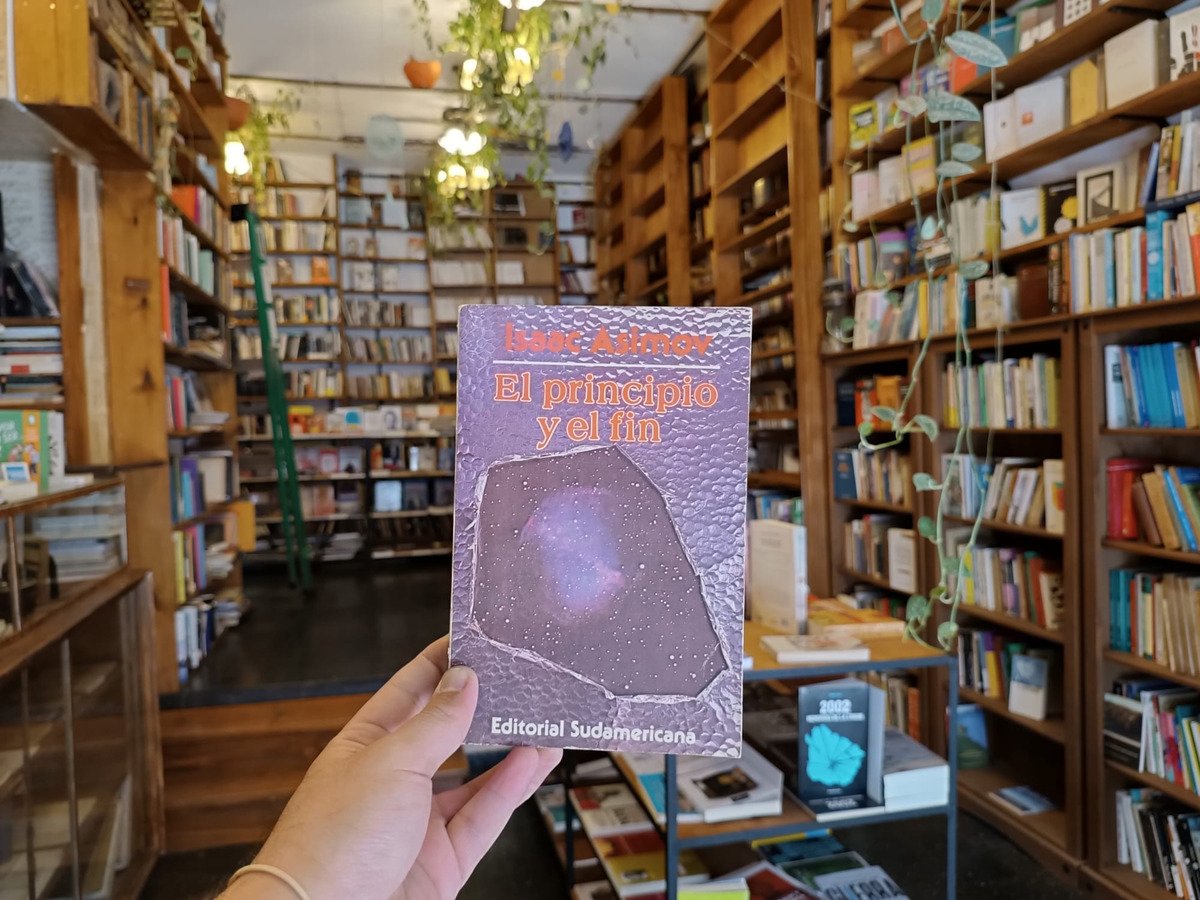 Isaac Asimov
El principio
y el fin
Editorial Sudamericana
2002